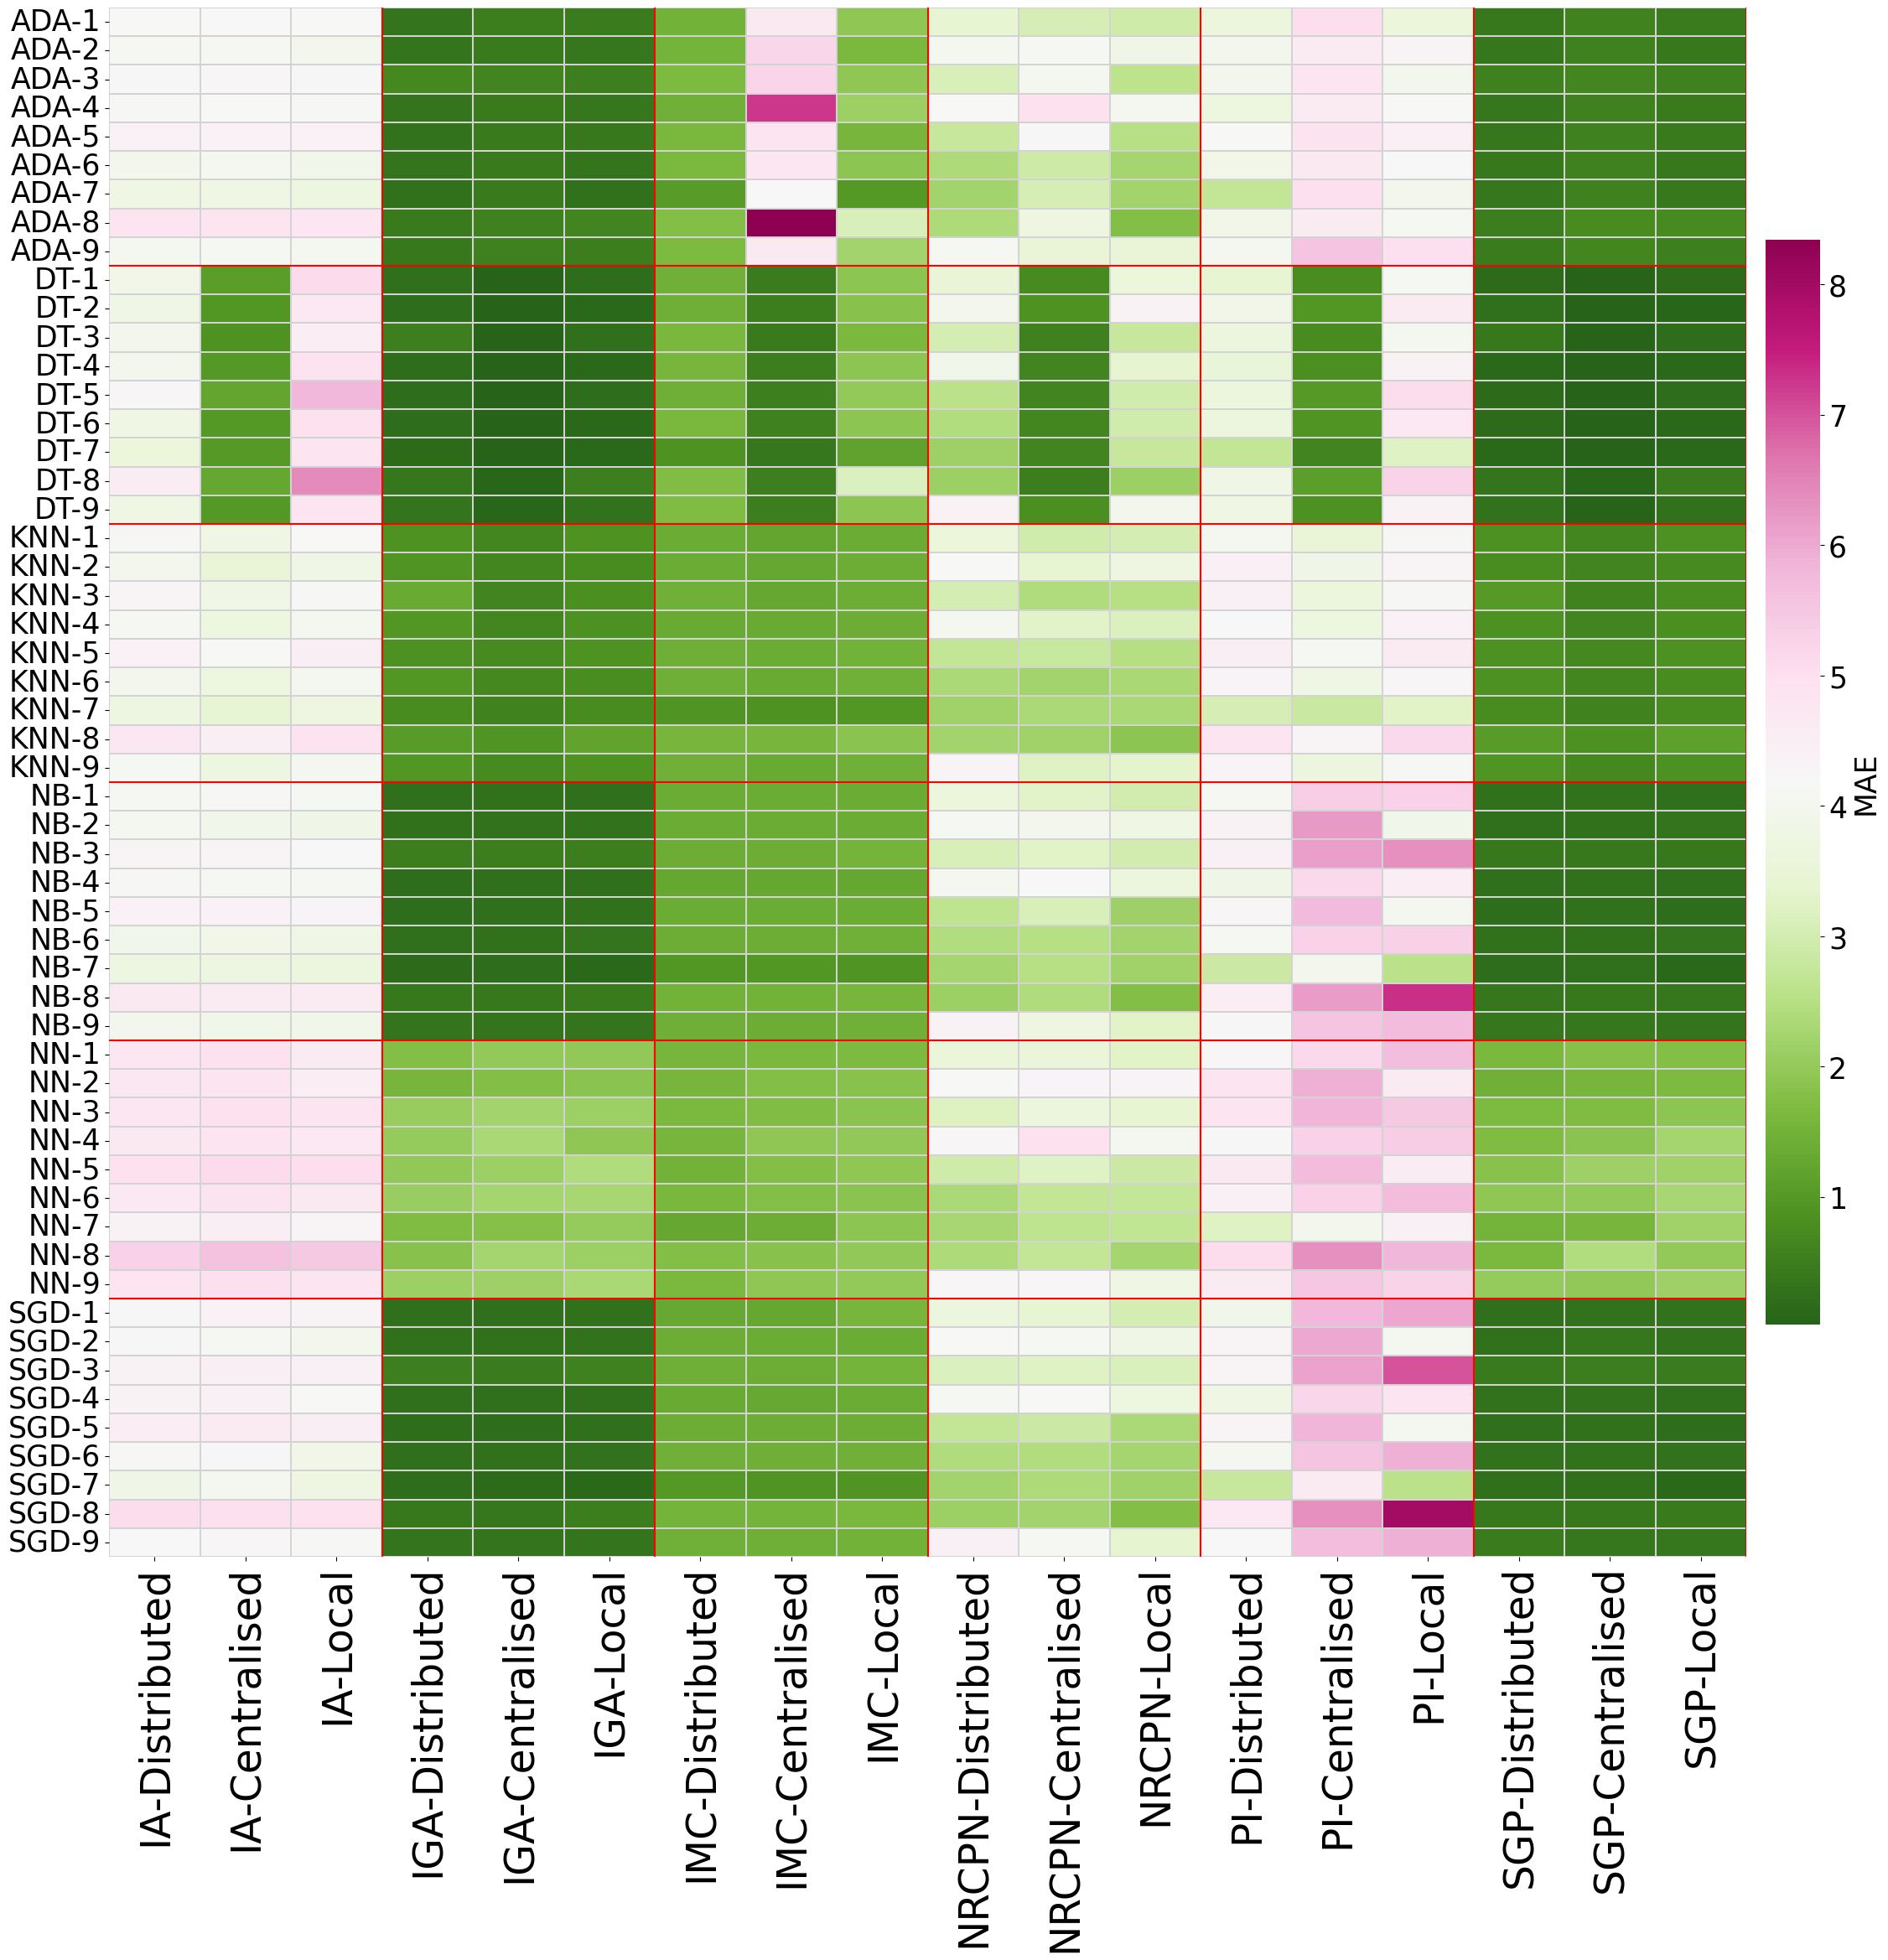 ADA-1
ADA-2
ADA-3
ADA-4
ADA-5
ADA-6
ADA-7
ADA-8
ADA-9
DT-1
DT-2
DT-3
DT-4
DT-5
DT-6
DT-7
DT-8
DT-9
KNN-1
KNN-2
KNN-3
KNN-4
KNN-5
KNN-6
KNN-7
KNN-8
KNN-9
NB-1
NB-2
NB-3
NB-4
NB-5
NB-6
NB-7
NB-8
NB-9
NN-1
NN-2
NN-3
NN-4
NN-5
NN-6
NN-7
NN-8
NN-9
SGD-1
SGD-2
SGD-3
SGD-4
SGD-5
SGD-6
SGD-7
SGD-8
SGD-9
IA-Distributed
IA-Centralised
IA-Local
IGA-Distributed
IGA-Centralised
IGA-Local
IMC-Distributed
IMC-Centralised
IMC-Local
NRCPN-Distributed
NRCPN-Centralised
NRCPN-Local
PI-Distributed
PI-Centralised
PI-Local
SGP-Distributed
SGP-Centralised
SGP-Local
8
7
6
5
4
3
2
1
MAE